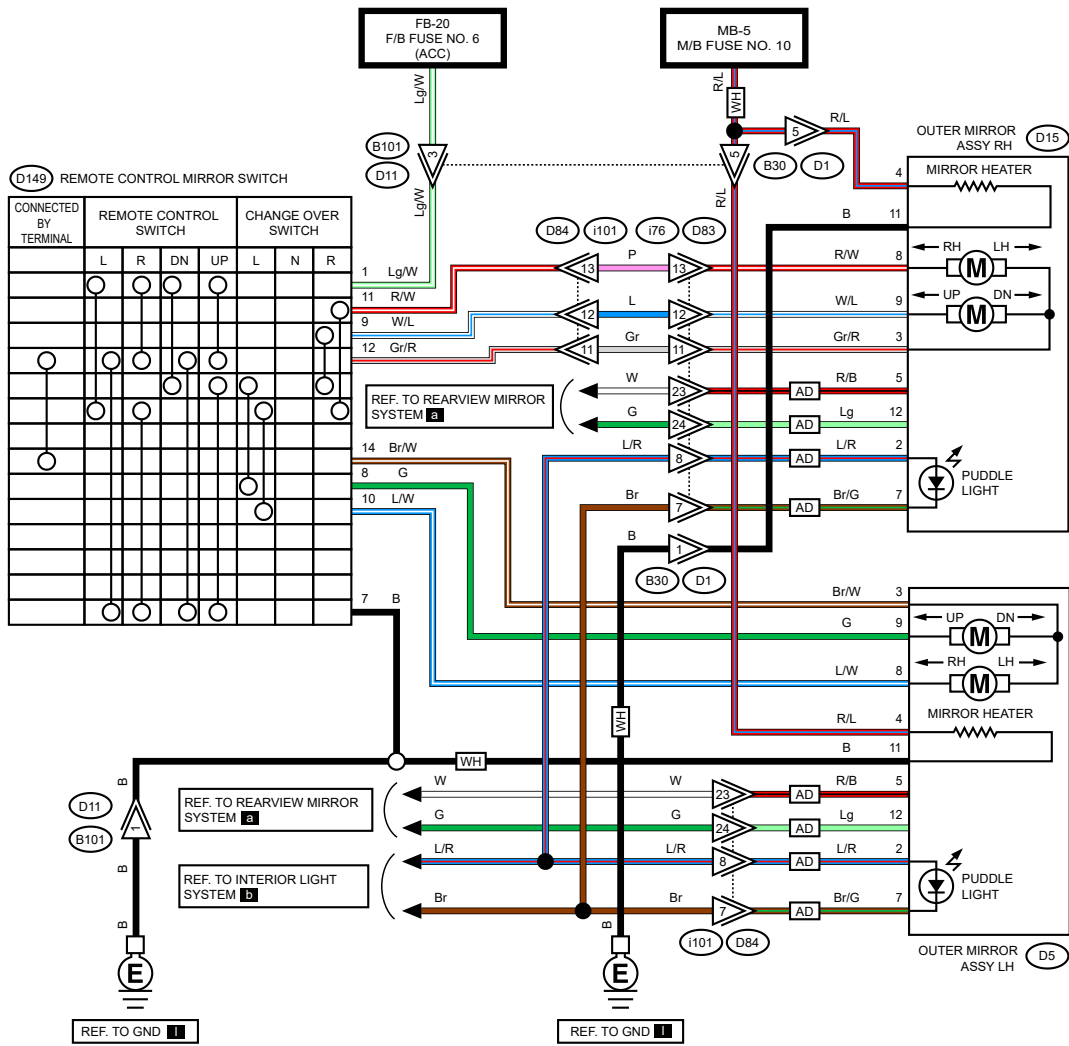 FB-20
F/B FUSE NO. 6
(ACC)
MB-5
M/B FUSE NO. 10
Lg/W
R/L
WH
R/L
5
B30
D1
OUTER MIRROR
ASSY RH
D15
B101
D11
3
5
Lg/W
R/L
D149
REMOTE CONTROL MIRROR SWITCH
CONNECTED
BY
TERMINAL
REMOTE CONTROL
SWITCH
CHANGE OVER
SWITCH
L R DN UP L N R
1 Lg/W
11 R/W
9 W/L
12 Gr/R
14 Br/W
8 G
10 L/W
7 B
D84
i101
i76
D83
13 P 13 R/W 8
12 L 12 W/L 9
11 Gr 11 Gr/R 3
4
MIRROR HEATER
B 11
RH M LH
UP M DN
REF. TO REARVIEW MIRROR
SYSTEM a
W 23 AD R/B 5
G 24 AD Lg 12
L/R 8 AD L/R 2
Br 7 AD Br/G 7
PUDDLE
LIGHT
B 1
B30
D1
Br/W 3
G 9
L/W 8
UP M DN
RH M LH
R/L 4
MIRROR HEATER
B 11
WH
WH
B
D11
B101
1
B
B
E
REF. TO GND I
REF. TO REARVIEW MIRROR
SYSTEM a
W W 23 AD R/B 5
G G 24 AD Lg 12
REF. TO INTERIOR LIGHT
SYSTEM b
L/R L/R 8 AD L/R 2
Br Br 7 AD Br/G 7
PUDDLE
LIGHT
i101
D84
OUTER MIRROR
ASSY LH
D5
B
E
REF. TO GND I